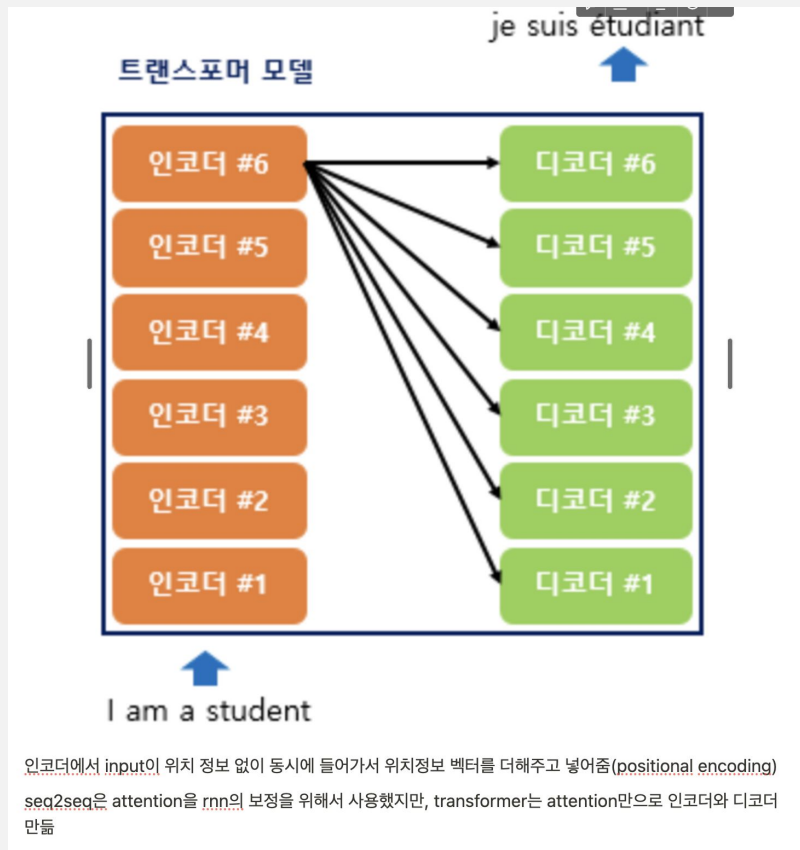 je suis étudiant
트랜스포머 모델
인코더 #6
디코더 #6
인코더 #5
디코더 #5
인코더 #4
디코더 #4
인코더 #3
디코더 #3
인코더 #2
디코더 #2
인코더 #1
디코더 #1
I am a student
인코더에서 input이 위치 정보 없이 동시에 들어가서 위치정보 벡터를 더해주고 넣어줌(positional encoding)
seq2seq은 attention을 rnn의 보정을 위해서 사용했지만, transformer는 attention만으로 인코더와 디코더
만듦